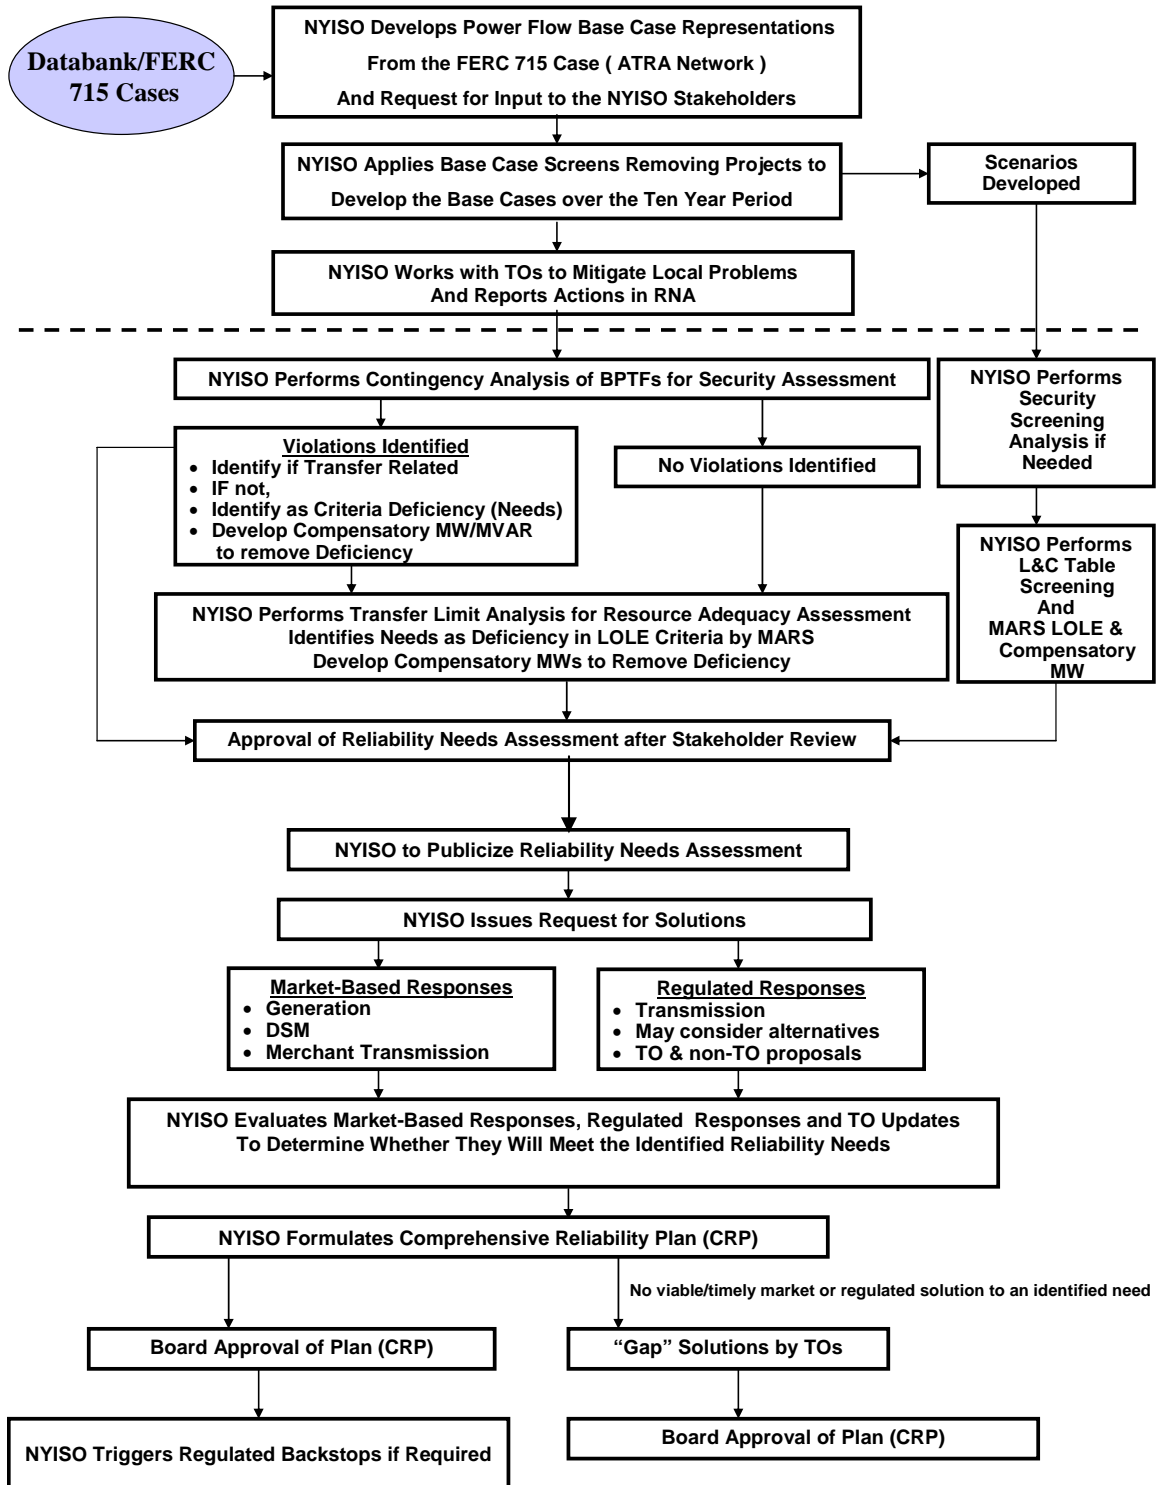 Databank/FERC
715 Cases
NYISO Develops Power Flow Base Case Representations
From the FERC 715 Case ( ATRA Network )
And Request for Input to the NYISO Stakeholders
NYISO Applies Base Case Screens Removing Projects to
Develop the Base Cases over the Ten Year Period
Scenarios
Developed
NYISO Works with TOs to Mitigate Local Problems
And Reports Actions in RNA
NYISO Performs Contingency Analysis of BPTFs for Security Assessment
NYISO Performs
Security
Screening
Analysis if
Needed
Violations Identified
• Identify if Transfer Related
• IF not,
• Identify as Criteria Deficiency (Needs)
• Develop Compensatory MW/MVAR
to remove Deficiency
No Violations Identified
NYISO Performs
L&C Table
Screening
And
MARS LOLE &
Compensatory
MW
NYISO Performs Transfer Limit Analysis for Resource Adequacy Assessment
Identifies Needs as Deficiency in LOLE Criteria by MARS
Develop Compensatory MWs to Remove Deficiency
Approval of Reliability Needs Assessment after Stakeholder Review
NYISO to Publicize Reliability Needs Assessment
NYISO Issues Request for Solutions
Market-Based Responses
• Generation
• DSM
• Merchant Transmission
Regulated Responses
• Transmission
• May consider alternatives
• TO & non-TO proposals
NYISO Evaluates Market-Based Responses, Regulated Responses and TO Updates
To Determine Whether They Will Meet the Identified Reliability Needs
NYISO Formulates Comprehensive Reliability Plan (CRP)
No viable/timely market or regulated solution to an identified need
Board Approval of Plan (CRP)
“Gap” Solutions by TOs
NYISO Triggers Regulated Backstops if Required
Board Approval of Plan (CRP)